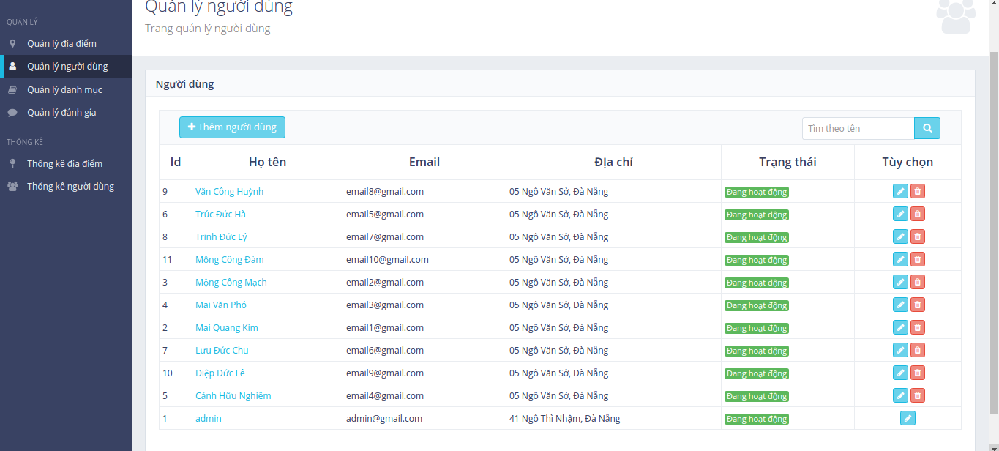 QUẢN LÝ
Quản lý địa điểm
Quản lý người dùng
Quản lý danh mục
Quản lý đánh gía
THỐNG KÊ
Thống kê địa điểm
Thống kê người dùng
Quản lý người dùng
Trang quản lý người dùng
Người dùng
Thêm người dùng
Tìm theo tên
Id Họ tên Email Địa chỉ Trạng thái Tùy chọn
9 Văn Công Huỳnh email8@gmail.com 05 Ngô Văn Sở, Đà Nẵng Đang hoạt động
6 Trúc Đức Hà email5@gmail.com 05 Ngô Văn Sở, Đà Nẵng Đang hoạt động
8 Trinh Đức Lý email7@gmail.com 05 Ngô Văn Sở, Đà Nẵng Đang hoạt động
11 Mộng Công Đàm email10@gmail.com 05 Ngô Văn Sở, Đà Nẵng Đang hoạt động
3 Mộng Công Mạch email2@gmail.com 05 Ngô Văn Sở, Đà Nẵng Đang hoạt động
4 Mai Văn Phó email3@gmail.com 05 Ngô Văn Sở, Đà Nẵng Đang hoạt động
2 Mai Quang Kim email1@gmail.com 05 Ngô Văn Sở, Đà Nẵng Đang hoạt động
7 Lưu Đức Chu email6@gmail.com 05 Ngô Văn Sở, Đà Nẵng Đang hoạt động
10 Diệp Đức Lê email9@gmail.com 05 Ngô Văn Sở, Đà Nẵng Đang hoạt động
5 Cảnh Hữu Nghiêm email4@gmail.com 05 Ngô Văn Sở, Đà Nẵng Đang hoạt động
1 admin admin@gmail.com 41 Ngô Thì Nhậm, Đà Nẵng Đang hoạt động